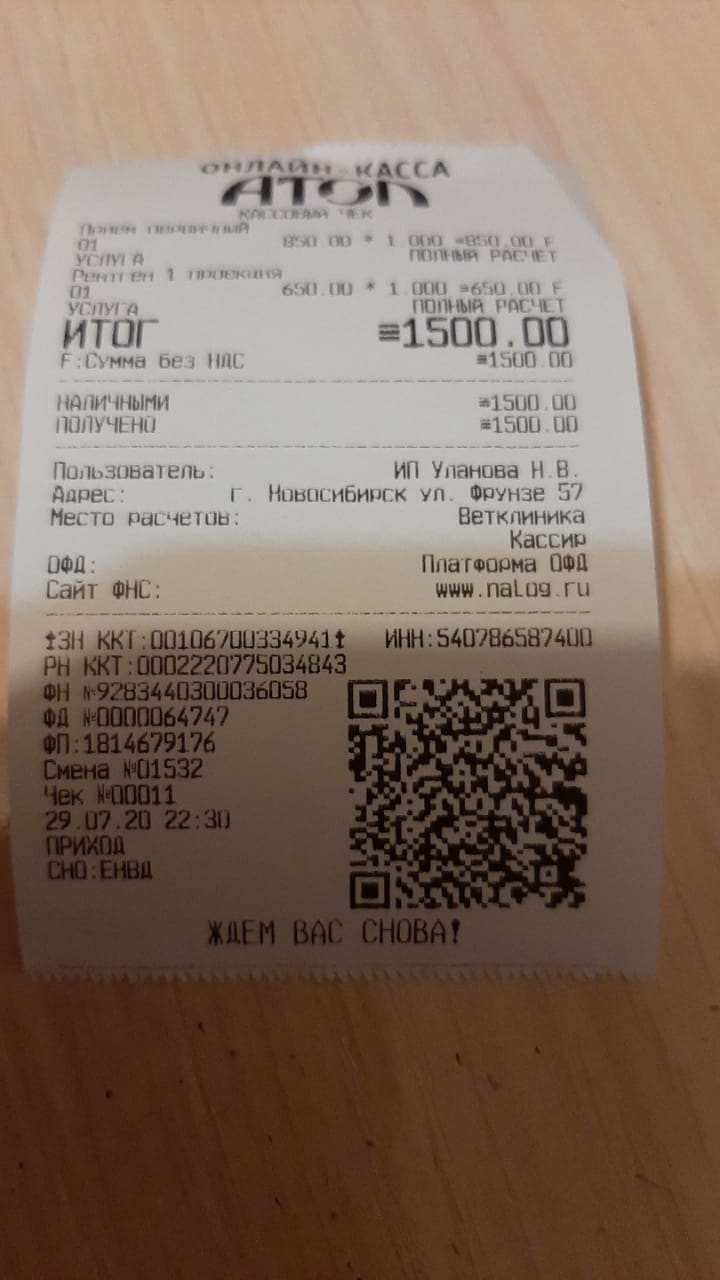 ОНЛАЙН-КАССА
АТОЛ
КАССОВЫЙ ЧЕК
Прием первичный
01 850.00 * 1.000 =850.00 F
УСЛУГА ПОЛНЫЙ РАСЧЕТ
Рентген 1 проекция
01 650.00 * 1.000 =650.00 F
УСЛУГА ПОЛНЫЙ РАСЧЕТ
ИТОГ ≡1500.00
F:Сумма без НДС ≡1500.00
НАЛИЧНЫМИ ≡1500.00
ПОЛУЧЕНО ≡1500.00
Пользователь: ИП Уланова Н.В.
Адрес: г. Новосибирск ул. Фрунзе 57
Место расчетов: Ветклиника
Кассир
ОФД: Платформа ОФД
Сайт ФНС: www.nalog.ru
ЗН ККТ:00106700334941 ИНН:540786587400
РН ККТ:0002220775034843
ФН №9283440300036058
ФД №0000064747
ФП:1814679176
Смена №01532
Чек №00011
29.07.20 22:30
ПРИХОД
СНО:ЕНВД
ЖДЕМ ВАС СНОВА!